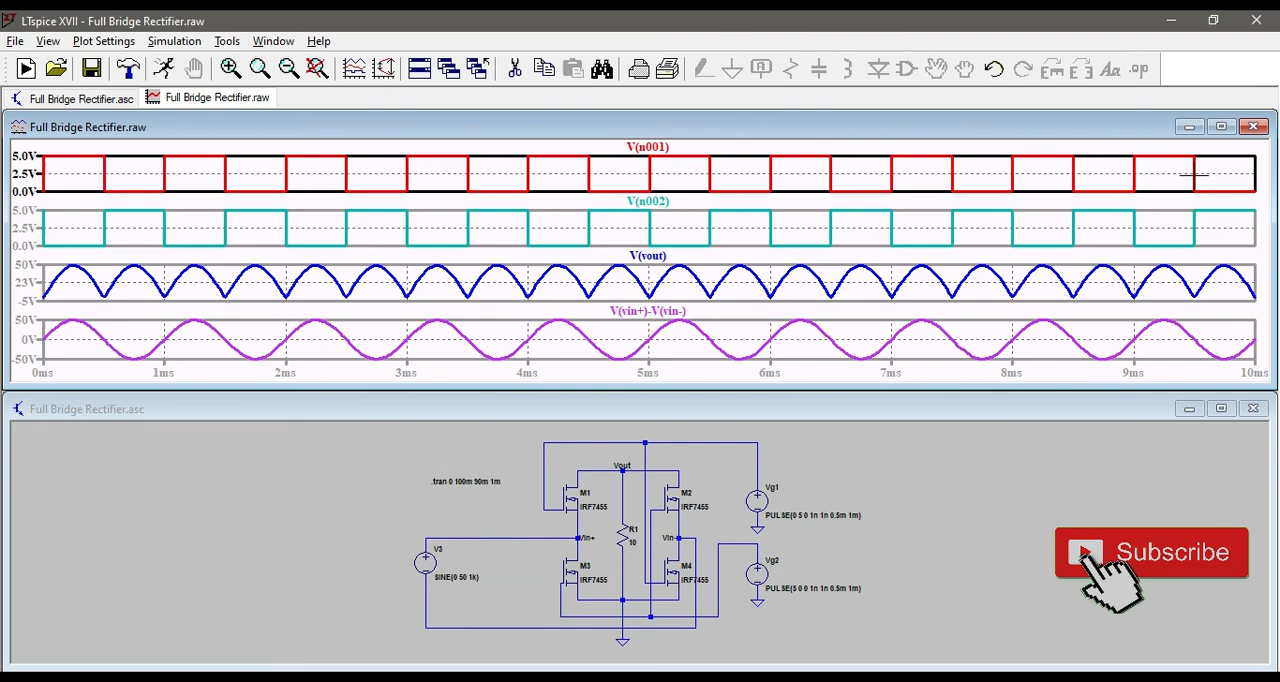 LTspice XVII - Full Bridge Rectifier.raw
File View Plot Settings Simulation Tools Window Help
Full Bridge Rectifier.asc Full Bridge Rectifier.raw
Full Bridge Rectifier.raw
V(n001)
5.0V
2.5V
0.0V
V(n002)
5.0V
2.5V
0.0V
V(vout)
50V
23V
-5V
V(vin+)-V(vin-)
50V
0V
-50V
0ms 1ms 2ms 3ms 4ms 5ms 6ms 7ms 8ms 9ms 10ms
Full Bridge Rectifier.asc
.tran 0 100m 90m 1m
Vout
M1
IRF7455
M2
IRF7455
Vg1
PULSE(0 5 0 1n 1n 0.5m 1m)
R1
10
Vin+
Vin-
V3
SINE(0 50 1k)
M3
IRF7455
M4
IRF7455
Vg2
PULSE(5 0 0 1n 1n 0.5m 1m)
Subscribe